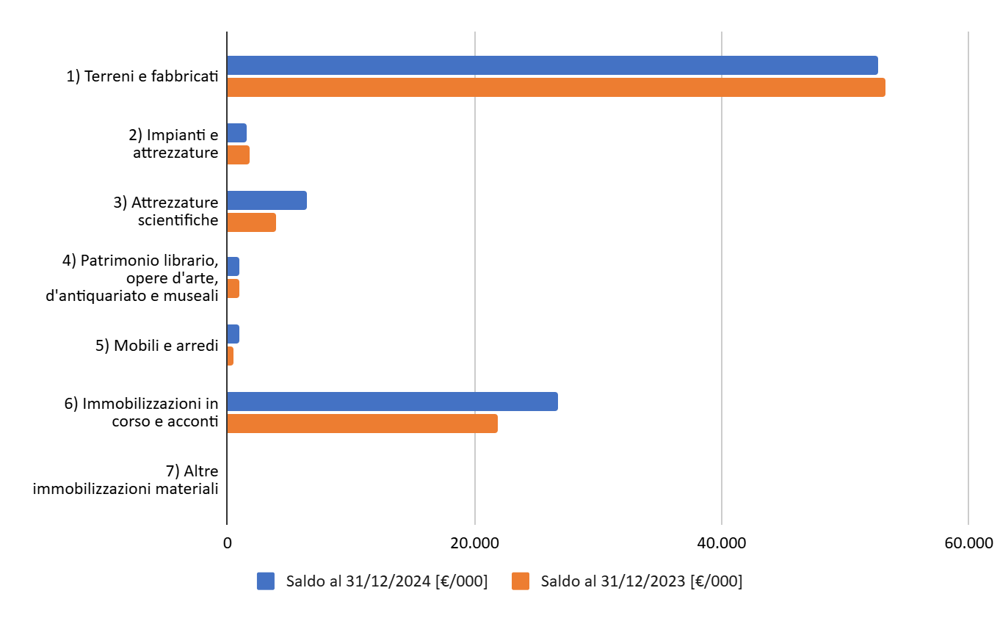 1) Terreni e fabbricati
2) Impianti e
attrezzature
3) Attrezzature
scientifiche
4) Patrimonio librario,
opere d'arte,
d'antiquariato e museali
5) Mobili e arredi
6) Immobilizzazioni in
corso e acconti
7) Altre
immobilizzazioni materiali
0 20.000 40.000 60.000
Saldo al 31/12/2024 [€/000] Saldo al 31/12/2023 [€/000]